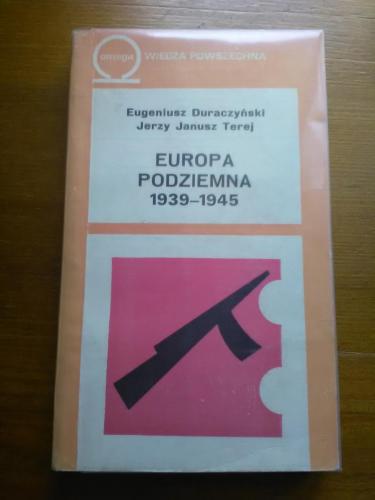 omega
WIEDZA POWSZECHNA
Eugeniusz Duraczyński
Jerzy Janusz Terej
EUROPA
PODZIEMNA
1939–1945